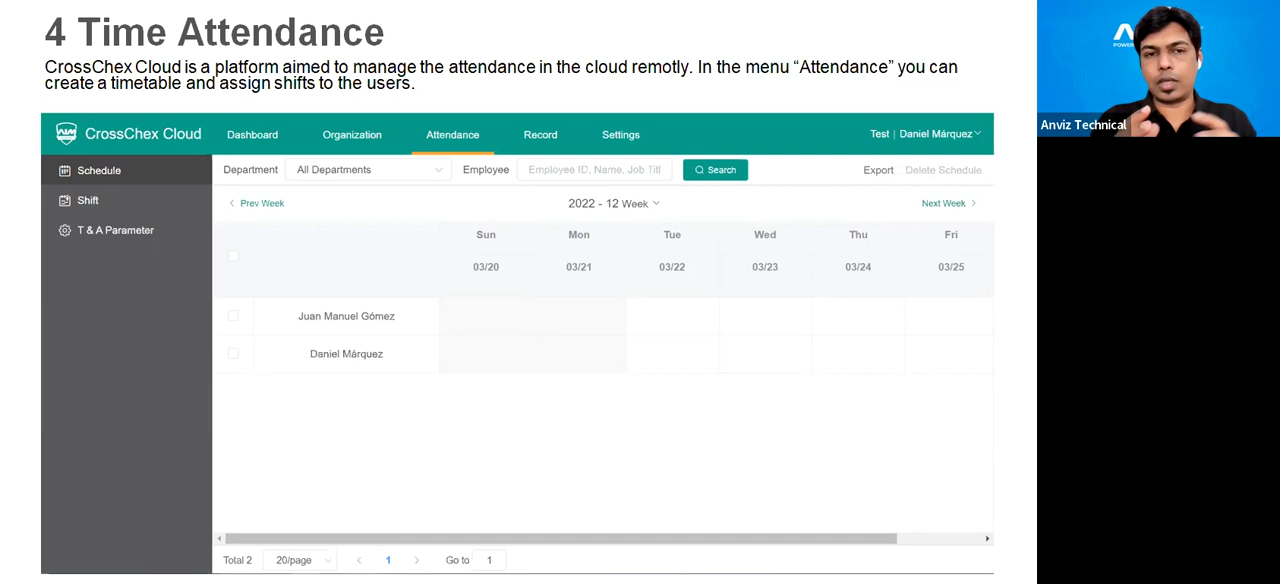 4 Time Attendance
CrossChex Cloud is a platform aimed to manage the attendance in the cloud remotly. In the menu “Attendance” you can
create a timetable and assign shifts to the users.
CrossChex Cloud Dashboard Organization Attendance Record Settings Test | Daniel Márquez
Schedule
Shift
T & A Parameter
Department All Departments Employee Employee ID, Name, Job Titl Search Export Delete Schedule
Prev Week 2022 - 12 Week Next Week
Sun Mon Tue Wed Thu Fri
03/20 03/21 03/22 03/23 03/24 03/25
Juan Manuel Gómez
Daniel Márquez
Total 2 20/page 1 Go to 1
POWER
Anviz Technical